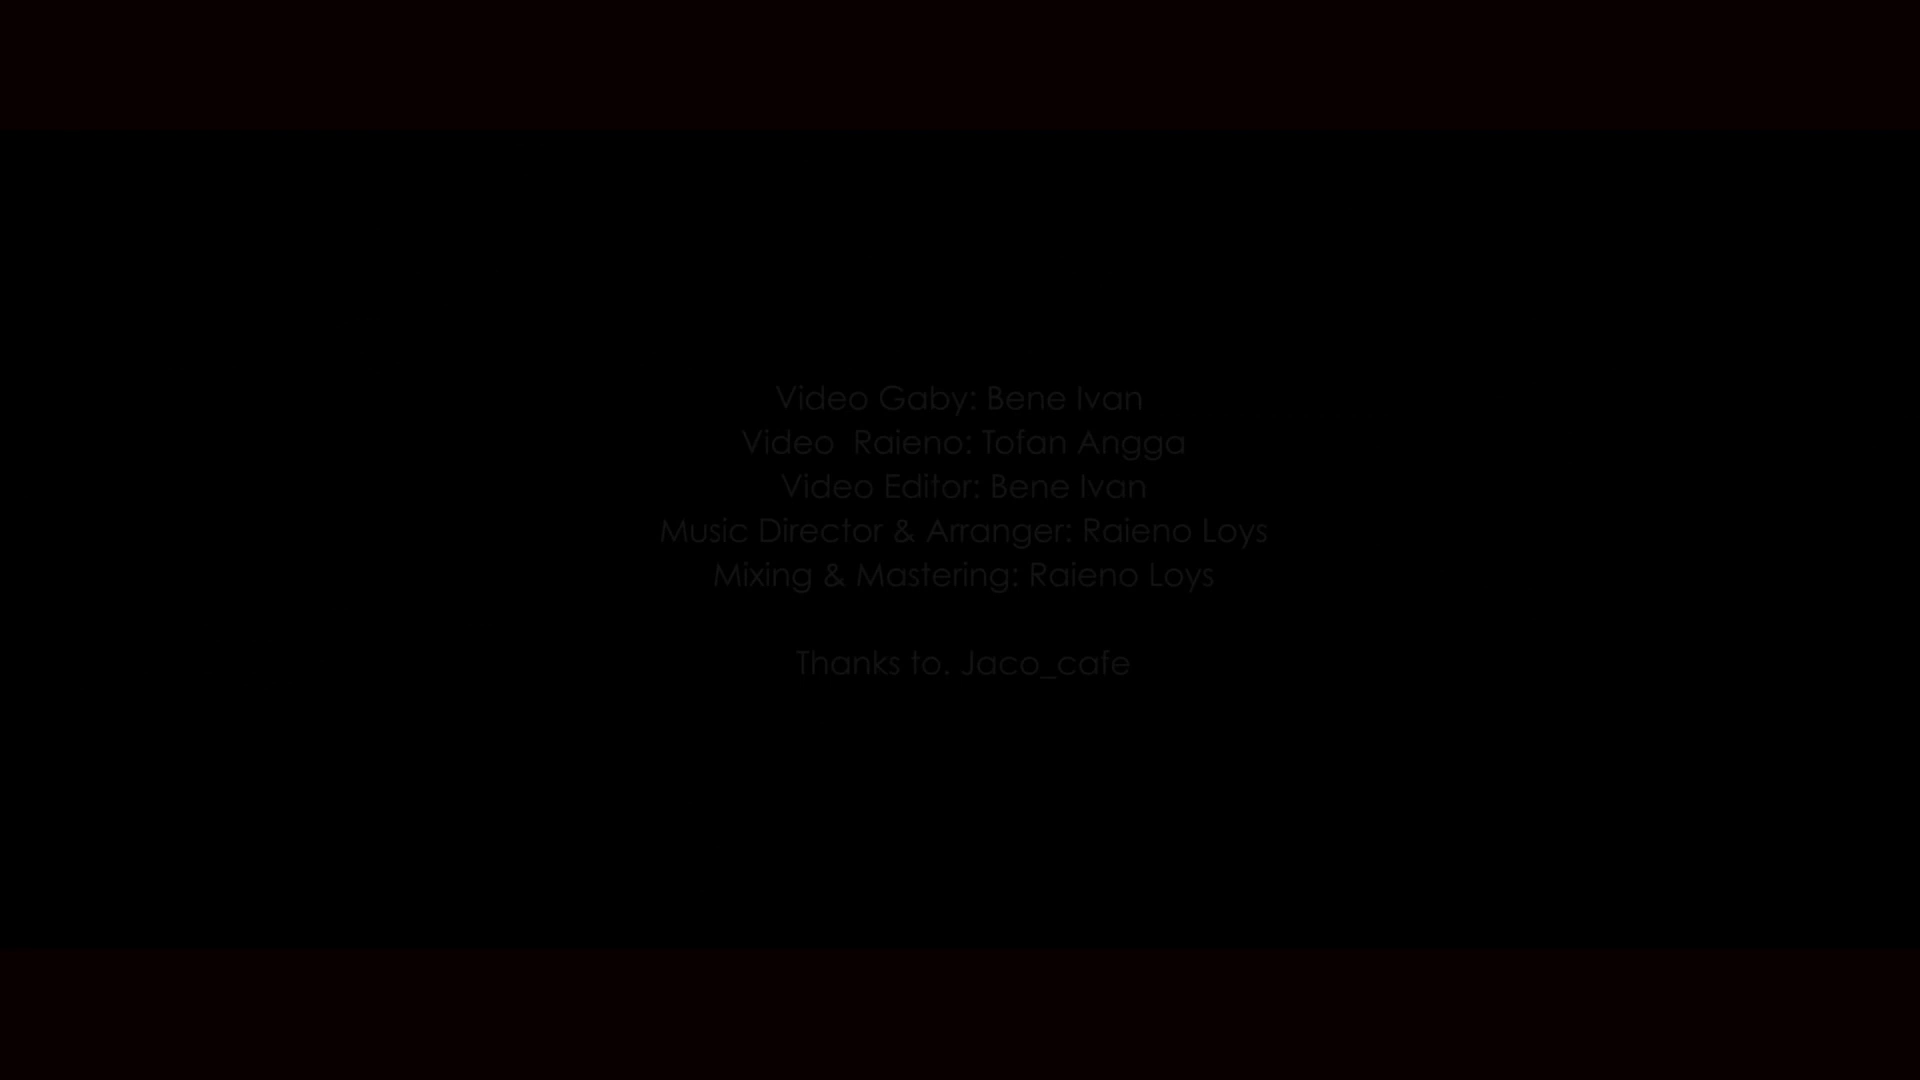 Video Gaby: Bene Ivan
Video  Raieno: Tofan Angga
Video Editor: Bene Ivan
Music Director & Arranger: Raieno Loys
Mixing & Mastering: Raieno Loys
Thanks to. Jaco_cafe